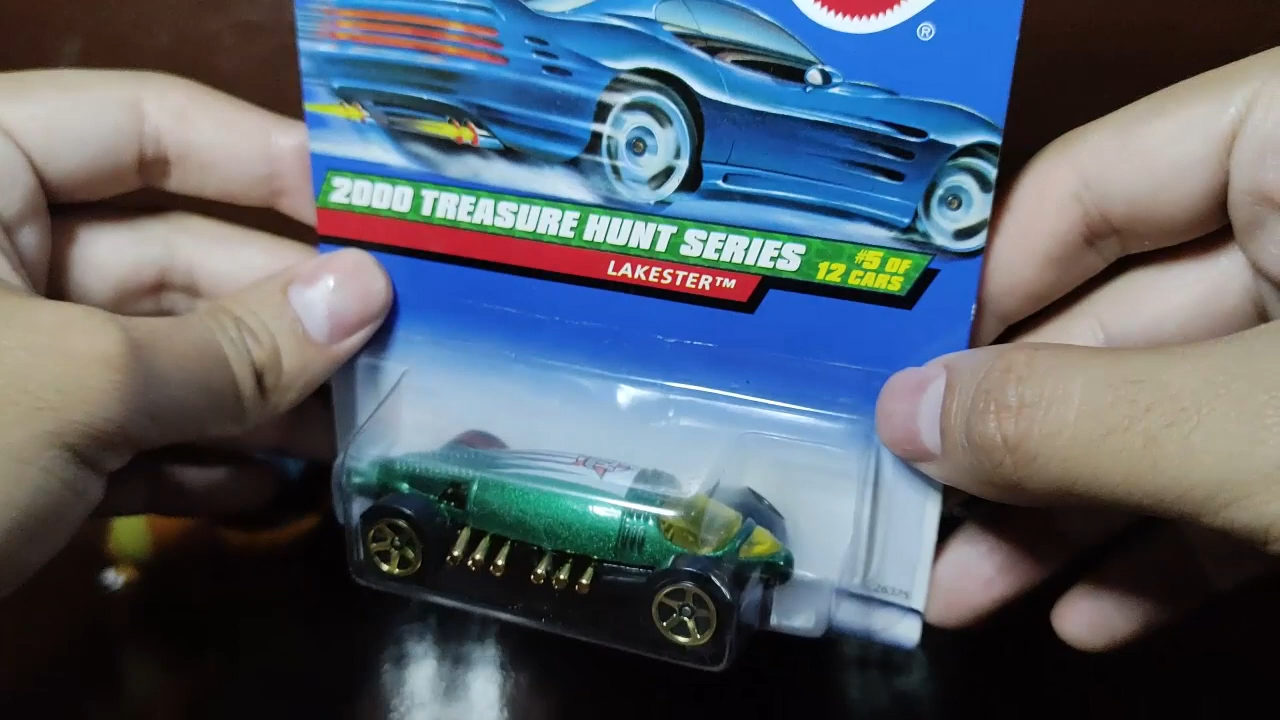 ®
2000 TREASURE HUNT SERIES
#5 OF
12 CARS
LAKESTER™